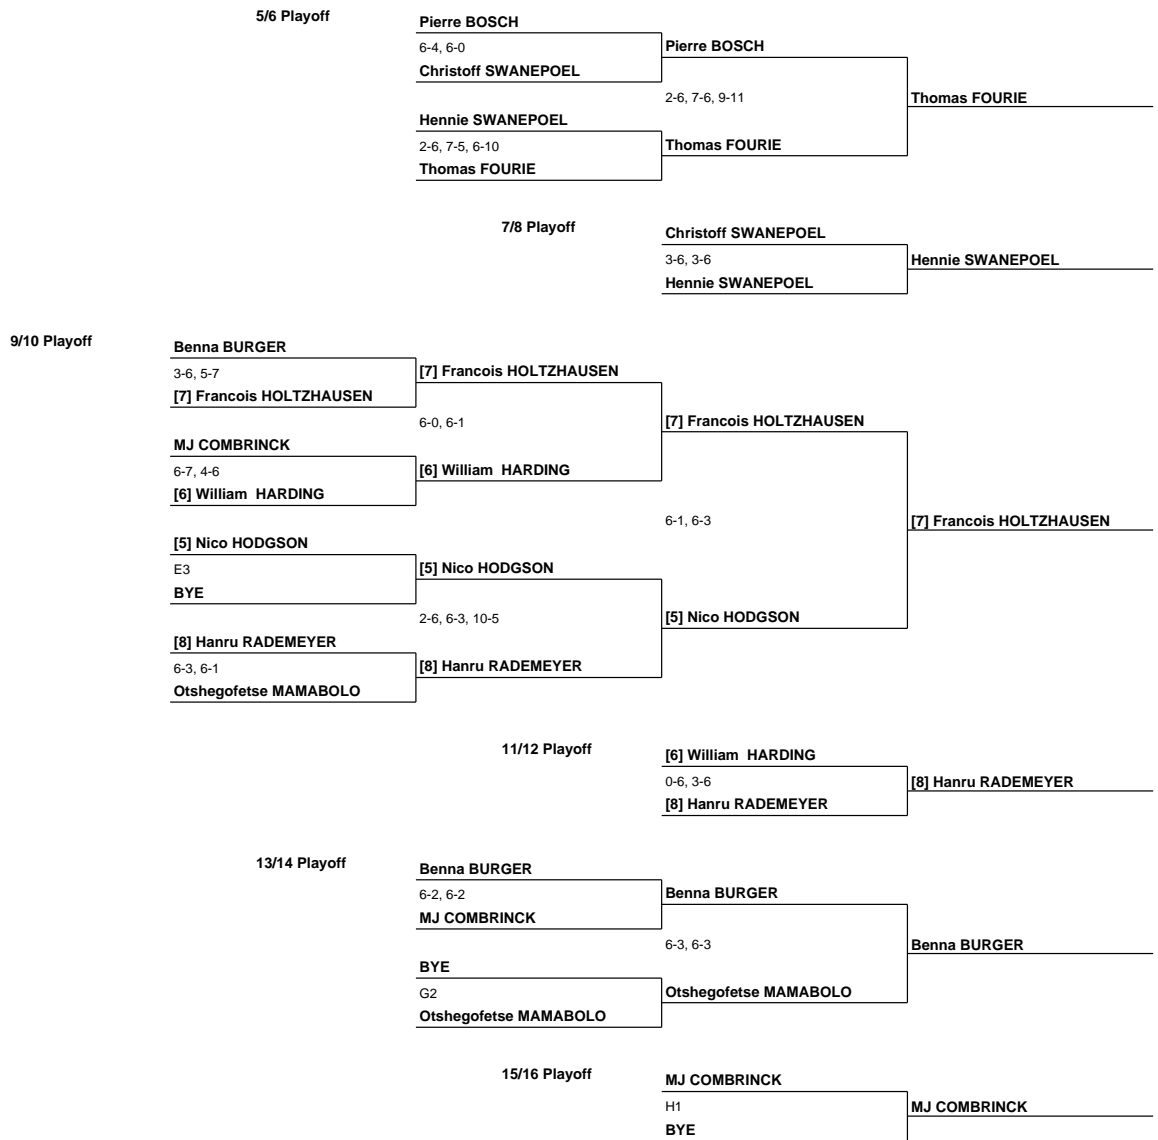 5/6 Playoff
Pierre BOSCH
6-4, 6-0
Christoff SWANEPOEL
Pierre BOSCH
2-6, 7-6, 9-11
Thomas FOURIE
Hennie SWANEPOEL
2-6, 7-5, 6-10
Thomas FOURIE
Thomas FOURIE
7/8 Playoff
Christoff SWANEPOEL
3-6, 3-6
Hennie SWANEPOEL
Hennie SWANEPOEL
9/10 Playoff
Benna BURGER
3-6, 5-7
[7] Francois HOLTZHAUSEN
[7] Francois HOLTZHAUSEN
6-0, 6-1
[7] Francois HOLTZHAUSEN
MJ COMBRINCK
6-7, 4-6
[6] William  HARDING
[6] William  HARDING
6-1, 6-3
[7] Francois HOLTZHAUSEN
[5] Nico HODGSON
E3
BYE
[5] Nico HODGSON
2-6, 6-3, 10-5
[5] Nico HODGSON
[8] Hanru RADEMEYER
6-3, 6-1
Otshegofetse MAMABOLO
[8] Hanru RADEMEYER
11/12 Playoff
[6] William  HARDING
0-6, 3-6
[8] Hanru RADEMEYER
[8] Hanru RADEMEYER
13/14 Playoff
Benna BURGER
6-2, 6-2
MJ COMBRINCK
Benna BURGER
6-3, 6-3
Benna BURGER
BYE
G2
Otshegofetse MAMABOLO
Otshegofetse MAMABOLO
15/16 Playoff
MJ COMBRINCK
H1
BYE
MJ COMBRINCK